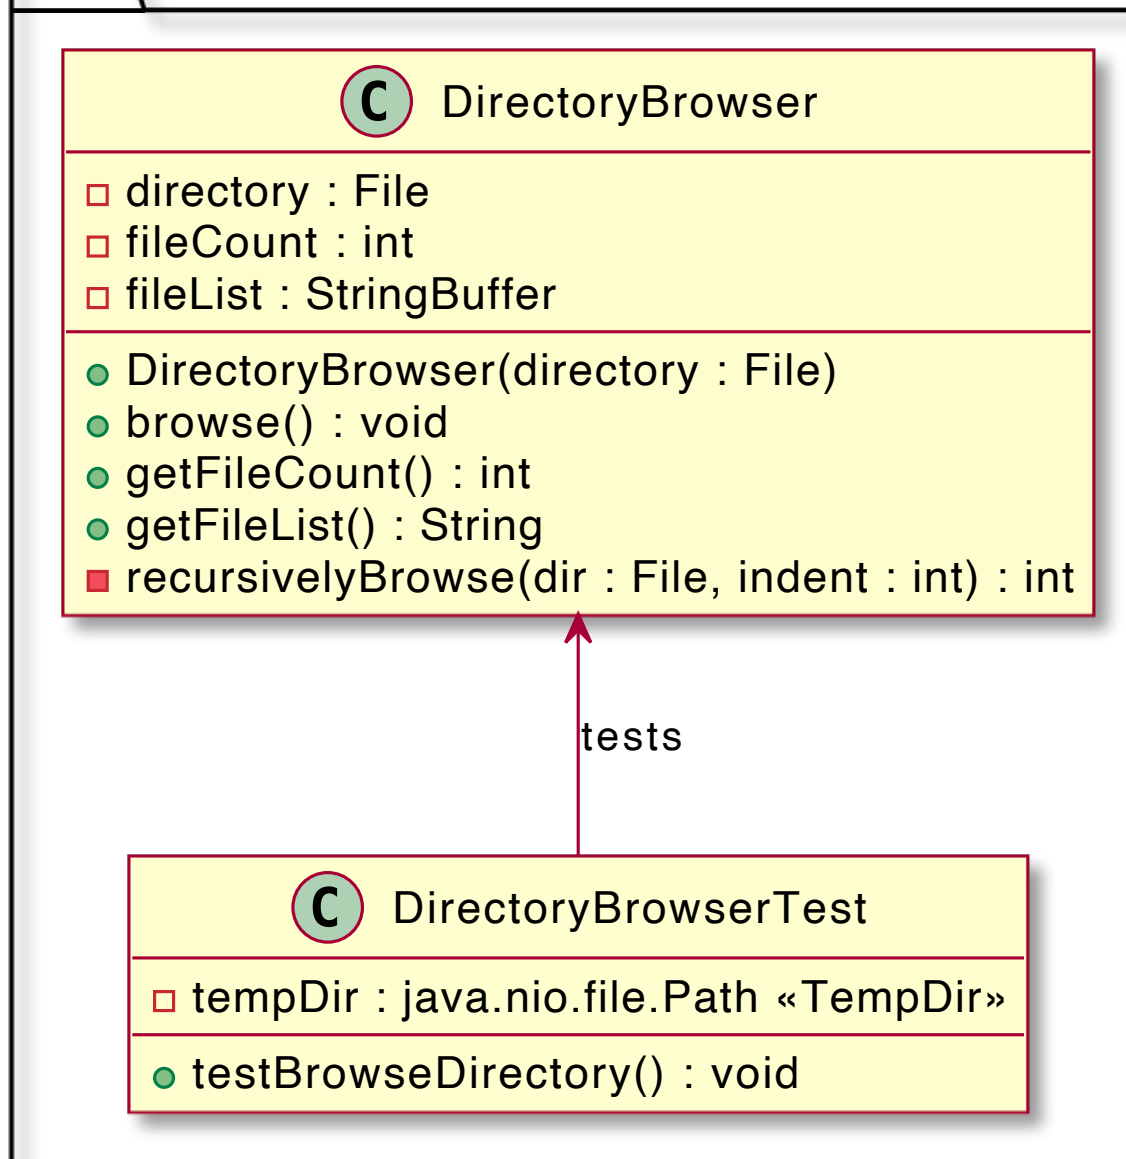 C DirectoryBrowser
directory : File
fileCount : int
fileList : StringBuffer
DirectoryBrowser(directory : File)
browse() : void
getFileCount() : int
getFileList() : String
recursivelyBrowse(dir : File, indent : int) : int
tests
C DirectoryBrowserTest
tempDir : java.nio.file.Path «TempDir»
testBrowseDirectory() : void